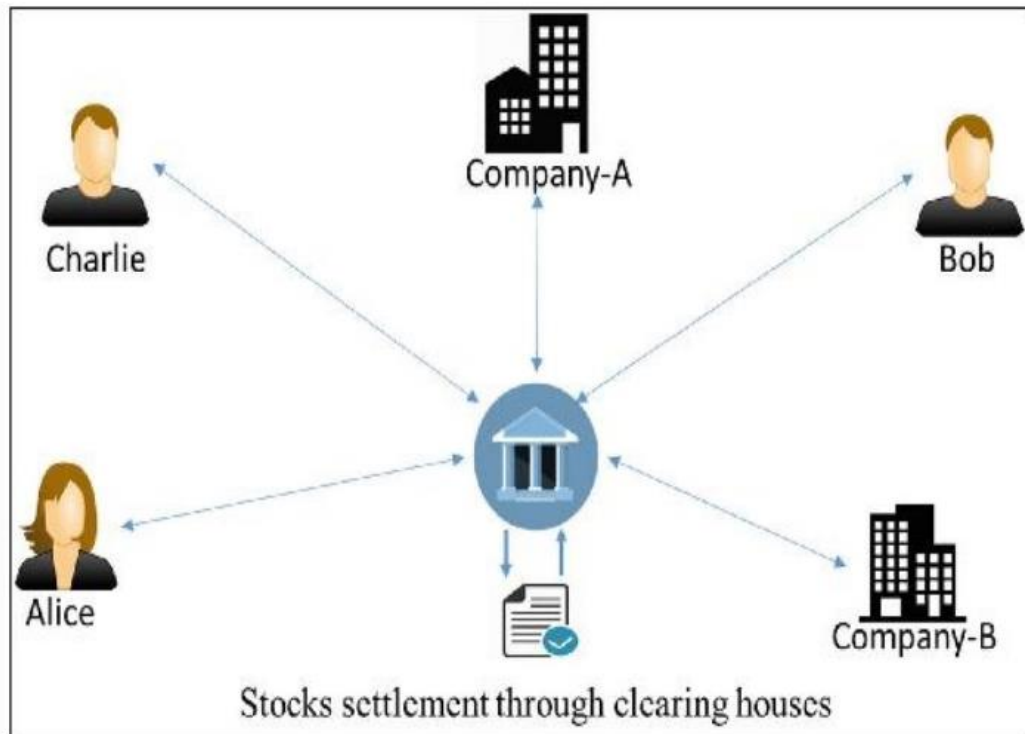 Company-A
Charlie
Bob
Alice
Company-B
Stocks settlement through clearing houses